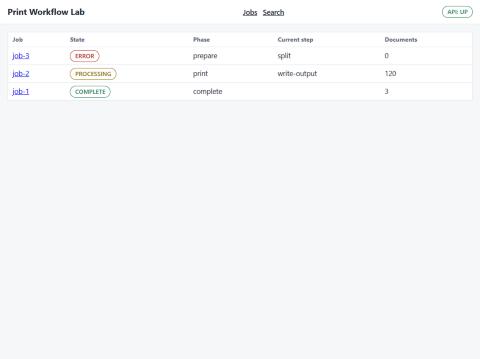 Print Workflow Lab Jobs Search API: UP
Job State Phase Current step Documents
job-3 ERROR prepare split 0
job-2 PROCESSING print write-output 120
job-1 COMPLETE complete 3